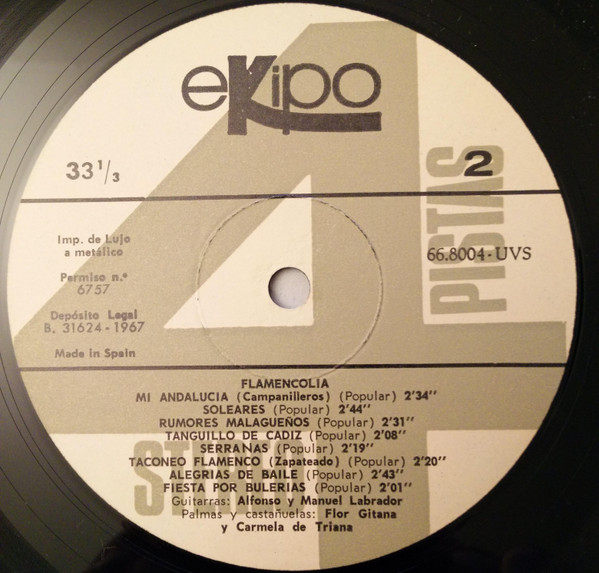 eKipo
33 1/3
2
4 PISTAS
STEREO
Imp. de Lujo
a metálico
Permiso n.º
6757
Depósito Legal
B. 31624 - 1967
Made in Spain
66.8004 - UVS
FLAMENCOLIA
MI ANDALUCIA (Campanilleros) (Popular) 2'34''
SOLEARES (Popular) 2'44''
RUMORES MALAGUEÑOS (Popular) 2'31''
TANGUILLO DE CADIZ (Popular) 2'08''
SERRANAS (Popular) 2'19''
TACONEO FLAMENCO (Zapateado) (Popular) 2'20''
ALEGRIAS DE BAILE (Popular) 2'43''
FIESTA POR BULERIAS (Popular) 2'01''
Guitarras: Alfonso y Manuel Labrador
Palmas y castañuelas: Flor Gitana
y Carmela de Triana